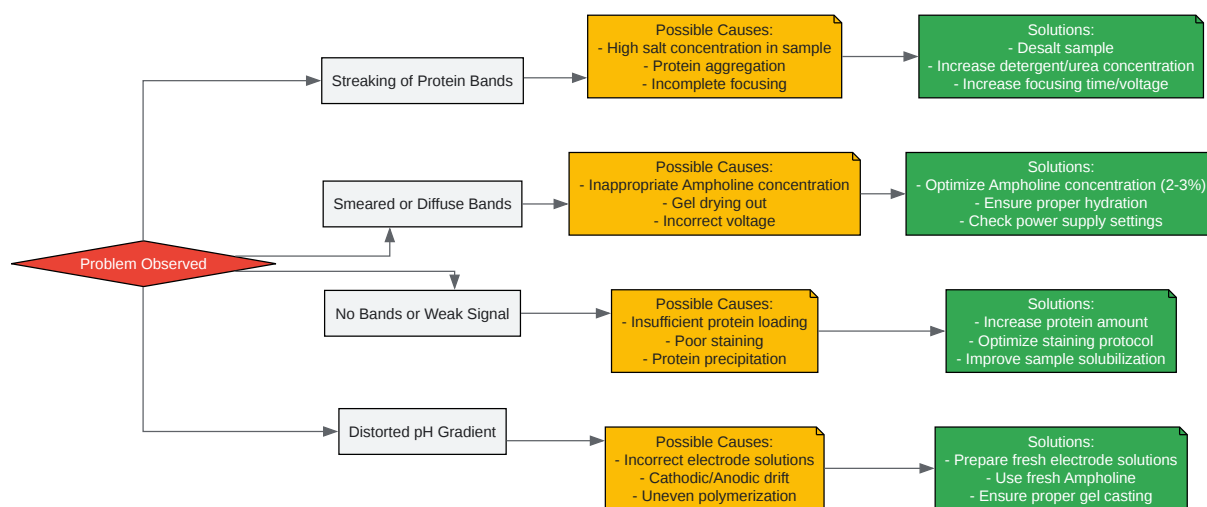 Problem Observed
Streaking of Protein Bands
Possible Causes:
- High salt concentration in sample
- Protein aggregation
- Incomplete focusing
Solutions:
- Desalt sample
- Increase detergent/urea concentration
- Increase focusing time/voltage
Smeared or Diffuse Bands
Possible Causes:
- Inappropriate Ampholine concentration
- Gel drying out
- Incorrect voltage
Solutions:
- Optimize Ampholine concentration (2-3%)
- Ensure proper hydration
- Check power supply settings
No Bands or Weak Signal
Possible Causes:
- Insufficient protein loading
- Poor staining
- Protein precipitation
Solutions:
- Increase protein amount
- Optimize staining protocol
- Improve sample solubilization
Distorted pH Gradient
Possible Causes:
- Incorrect electrode solutions
- Cathodic/Anodic drift
- Uneven polymerization
Solutions:
- Prepare fresh electrode solutions
- Use fresh Ampholine
- Ensure proper gel casting